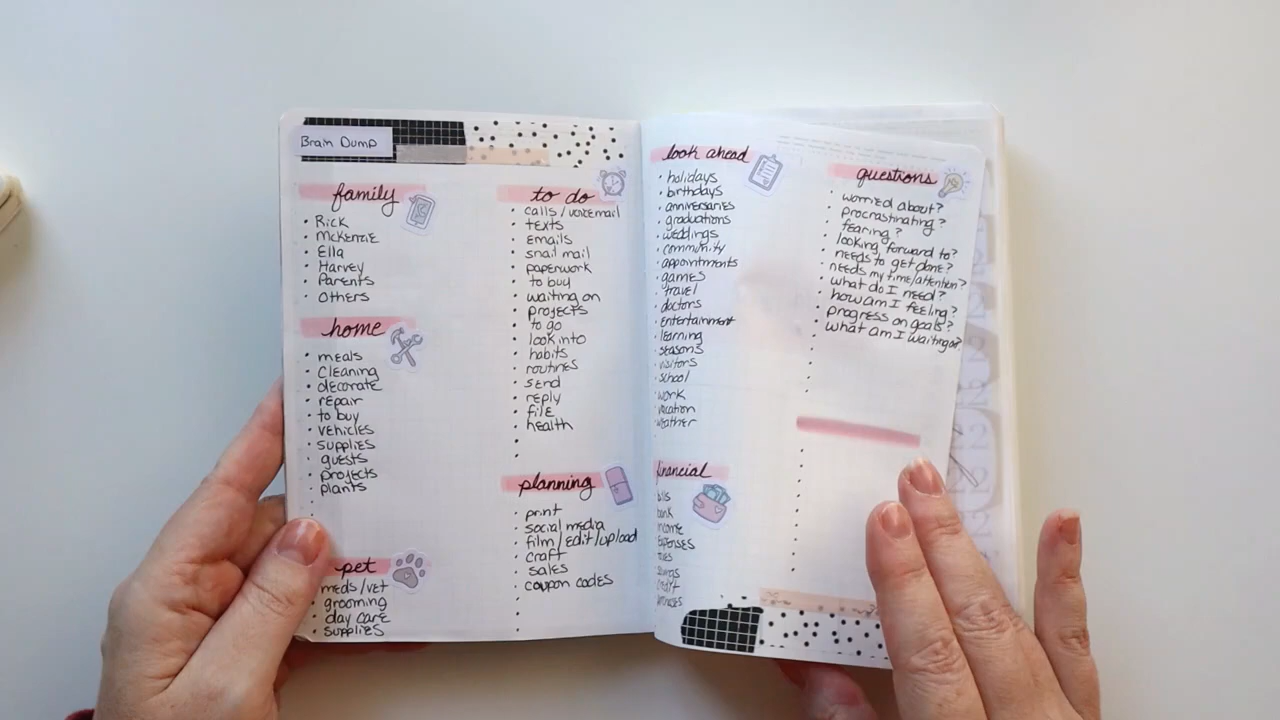 Brain Dump
family
• Rick
• McKenzie
• Ella
• Harvey
• Parents
• Others
home
• meals
• Cleaning
• decorate
• repair
• to buy
• vehicles
• supplies
• guests
• projects
• plants
pet
meds/vet
grooming
day care
supplies
to do
• calls/voicemail
• texts
• emails
• snail mail
• paperwork
• to buy
• waiting on
• projects
• to go
• look into
• habits
• routines
• send
• reply
• file
• health
planning
• print
• social media
• film/edit/upload
• craft
• sales
• coupon codes
look ahead
• holidays
• birthdays
• anniversaries
• graduations
• weddings
• community
• appointments
• games
• travel
• doctors
• entertainment
• learning
• seasons
• visitors
• school
• work
• vacation
• weather
financial
bills
bank
income
expenses
questions
• worried about?
• procrastinating?
• fearing?
• looking forward to?
• needs to get done?
• needs my time/attention?
• what do I need?
• how am I feeling?
• progress on goals?
• what am I waiting on?